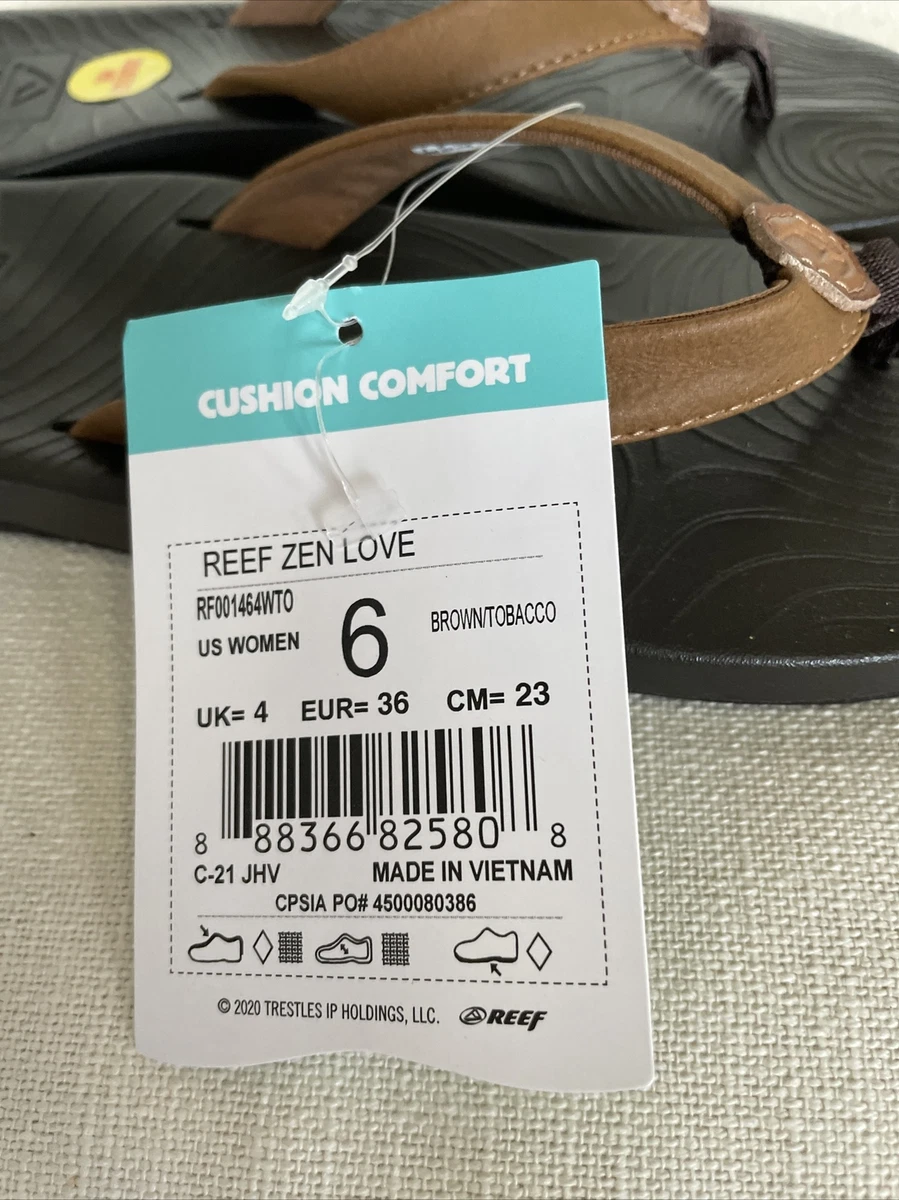 CUSHION COMFORT
REEF ZEN LOVE
RF001464WTO
US WOMEN 6 BROWN/TOBACCO
UK= 4 EUR= 36 CM= 23
8 88366 82580 8
C-21 JHV MADE IN VIETNAM
CPSIA PO# 4500080386
© 2020 TRESTLES IP HOLDINGS, LLC. REEF